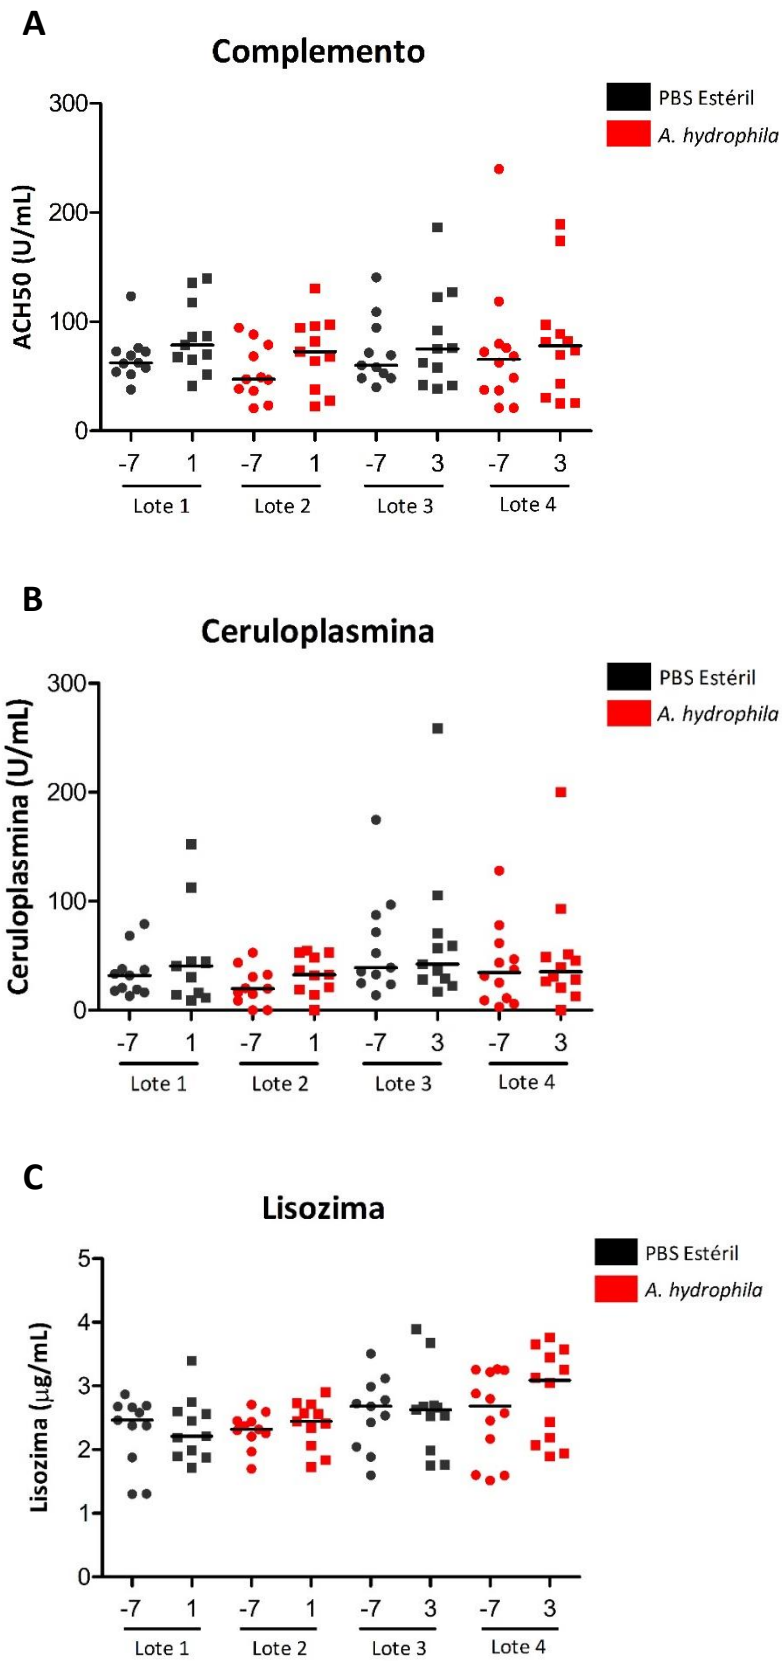 A
Complemento
PBS Estéril
A. hydrophila
ACH50 (U/mL)
300
200
100
0
-7 1 -7 1 -7 3 -7 3
Lote 1 Lote 2 Lote 3 Lote 4
B
Ceruloplasmina
PBS Estéril
A. hydrophila
Ceruloplasmina (U/mL)
300
200
100
0
-7 1 -7 1 -7 3 -7 3
Lote 1 Lote 2 Lote 3 Lote 4
C
Lisozima
PBS Estéril
A. hydrophila
Lisozima (µg/mL)
5
4
3
2
1
0
-7 1 -7 1 -7 3 -7 3
Lote 1 Lote 2 Lote 3 Lote 4